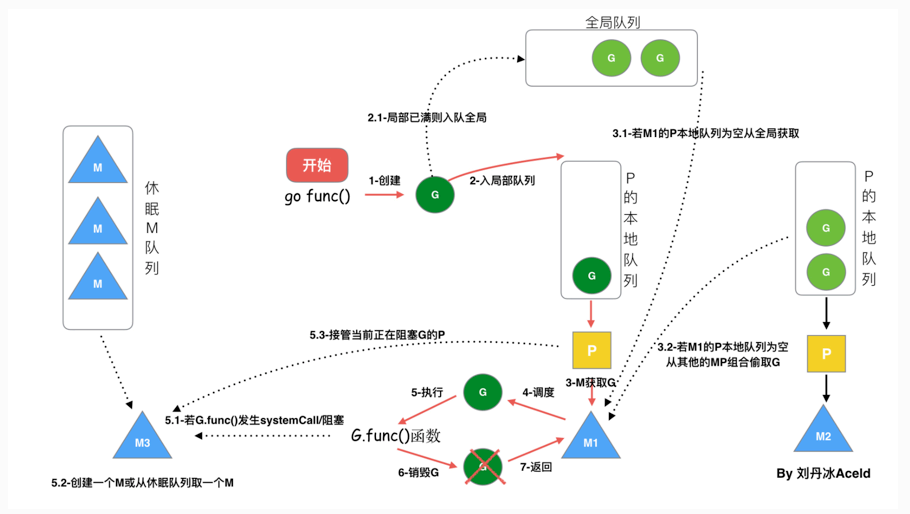 全局队列
G
G
2.1-局部已满则入队全局
3.1-若M1的P本地队列为空从全局获取
开始
go func()
1-创建
G
2-入局部队列
M
M
M
休眠M队列
G
P的本地队列
G
G
P的本地队列
5.3-接管当前正在阻塞G的P
P
3-M获取G
3.2-若M1的P本地队列为空
从其他的MP组合偷取G
P
5-执行
G
4-调度
5.1-若G.func()发生systemCall/阻塞
M3
G.func()函数
M1
M2
6-销毁G
G
7-返回
5.2-创建一个M或从休眠队列取一个M
By 刘丹冰Aceld